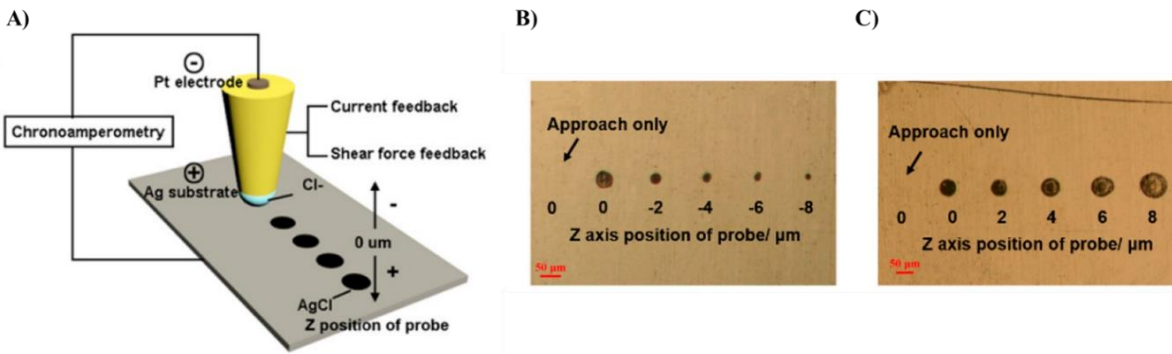 A)
Pt electrode
Chronoamperometry
Current feedback
Shear force feedback
Ag substrate
Cl-
-
0 um
+
AgCl
Z position of probe
B)
Approach only
0 0 -2 -4 -6 -8
Z axis position of probe/ μm
50 μm
C)
Approach only
0 0 2 4 6 8
Z axis position of probe/ μm
50 μm